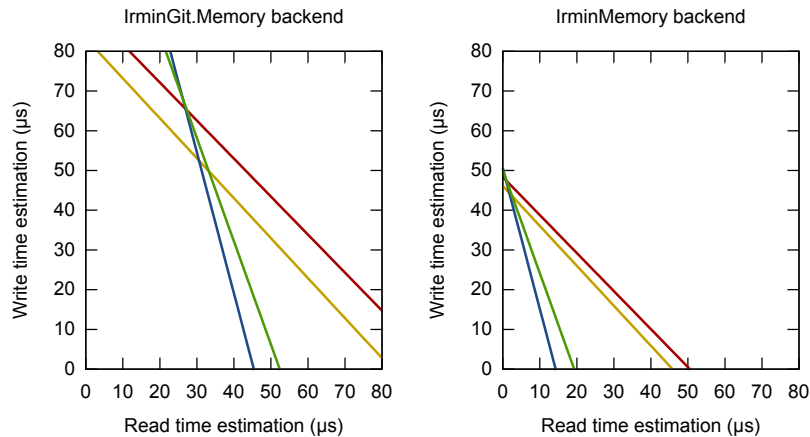 IrminGit.Memory backend
80
70
60
50
40
30
20
10
0
Write time estimation (µs)
0 10 20 30 40 50 60 70 80
Read time estimation (µs)
IrminMemory backend
80
70
60
50
40
30
20
10
0
Write time estimation (µs)
0 10 20 30 40 50 60 70 80
Read time estimation (µs)